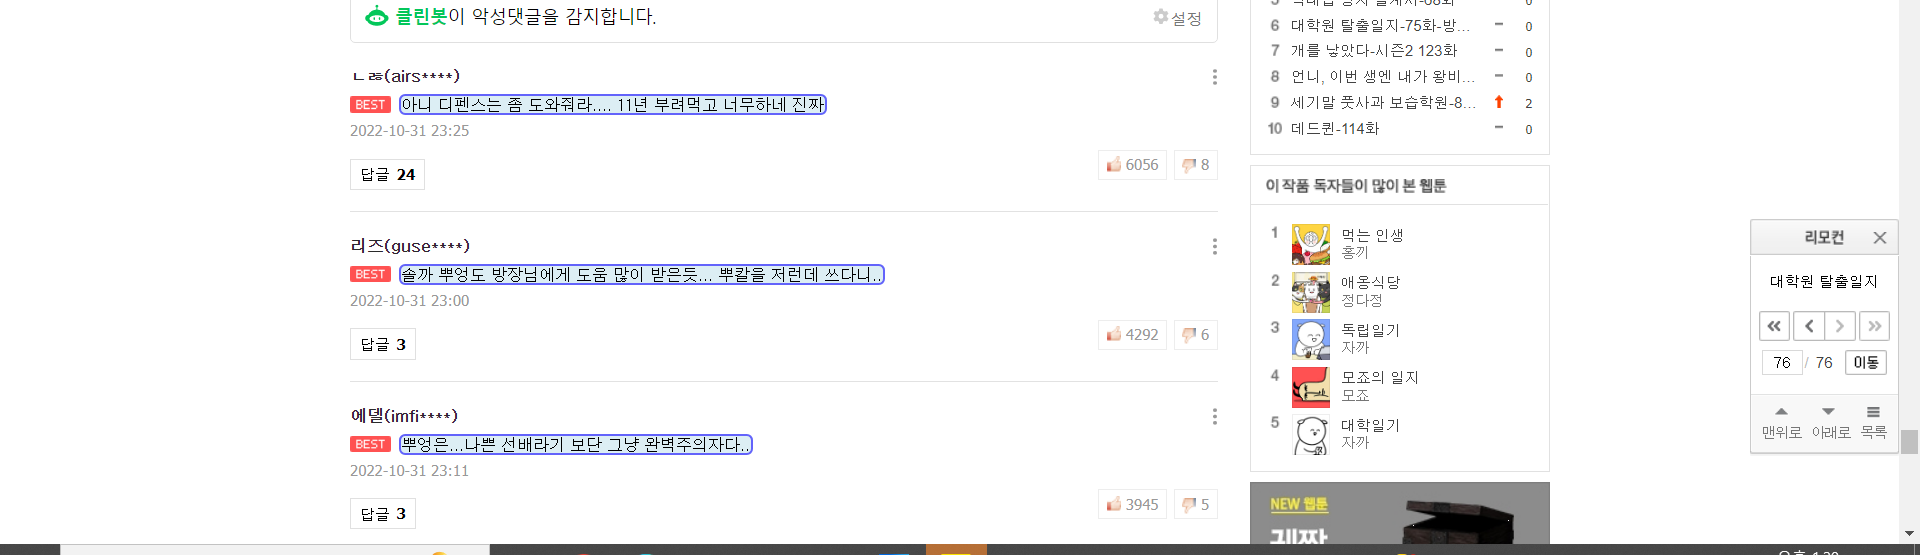 클린봇이 악성댓글을 감지합니다.
설정
ㄴㄻ(airs****)
BEST 아니 디펜스는 좀 도와줘라.... 11년 부려먹고 너무하네 진짜
2022-10-31 23:25
답글 24
6056
8
리즈(guse****)
BEST 솔까 뿌엉도 방장님에게 도움 많이 받은듯... 뿌칼을 저런데 쓰다니..
2022-10-31 23:00
답글 3
4292
6
에델(imfi****)
BEST 뿌엉은...나쁜 선배라기 보단 그냥 완벽주의자다..
2022-10-31 23:11
답글 3
3945
5
6 대학원 탈출일지-75화-방... 0
7 개를 낳았다-시즌2 123화 0
8 언니, 이번 생엔 내가 왕비... 0
9 세기말 풋사과 보습학원-8... 2
10 데드퀸-114화 0
이 작품 독자들이 많이 본 웹툰
1 먹는 인생
홍끼
2 애옹식당
정다정
3 독립일기
자까
4 모죠의 일지
모죠
5 대학일기
자까
NEW 웹툰
리모컨
대학원 탈출일지
76 / 76 이동
맨위로 아래로 목록